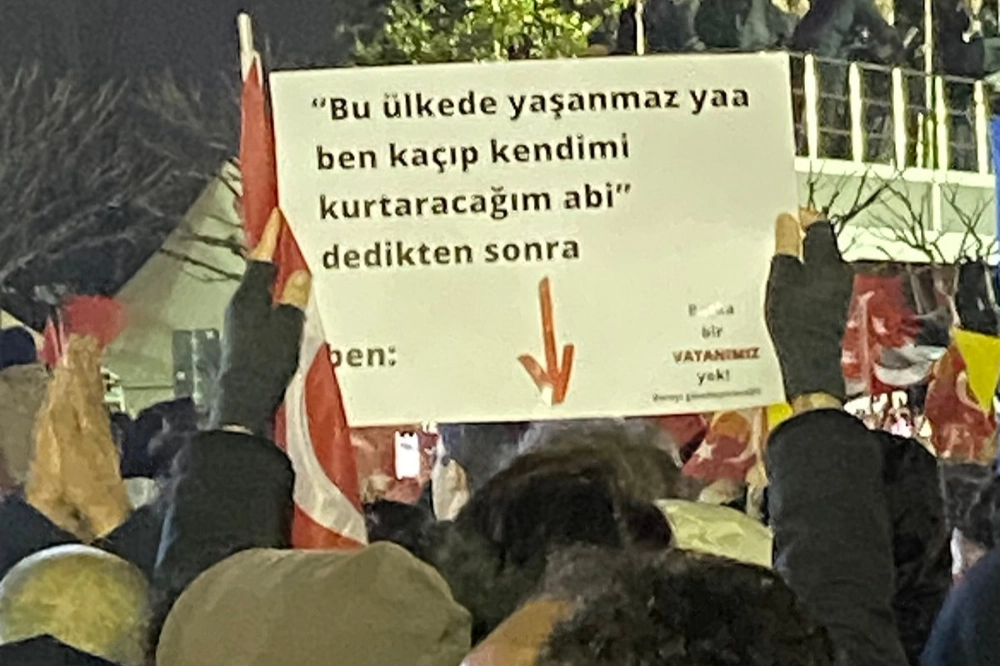 “Bu ülkede yaşanmaz yaa
ben kaçıp kendimi
kurtaracağım abi”
dedikten sonra
ben:
bir
VATANIMIZ
yok!